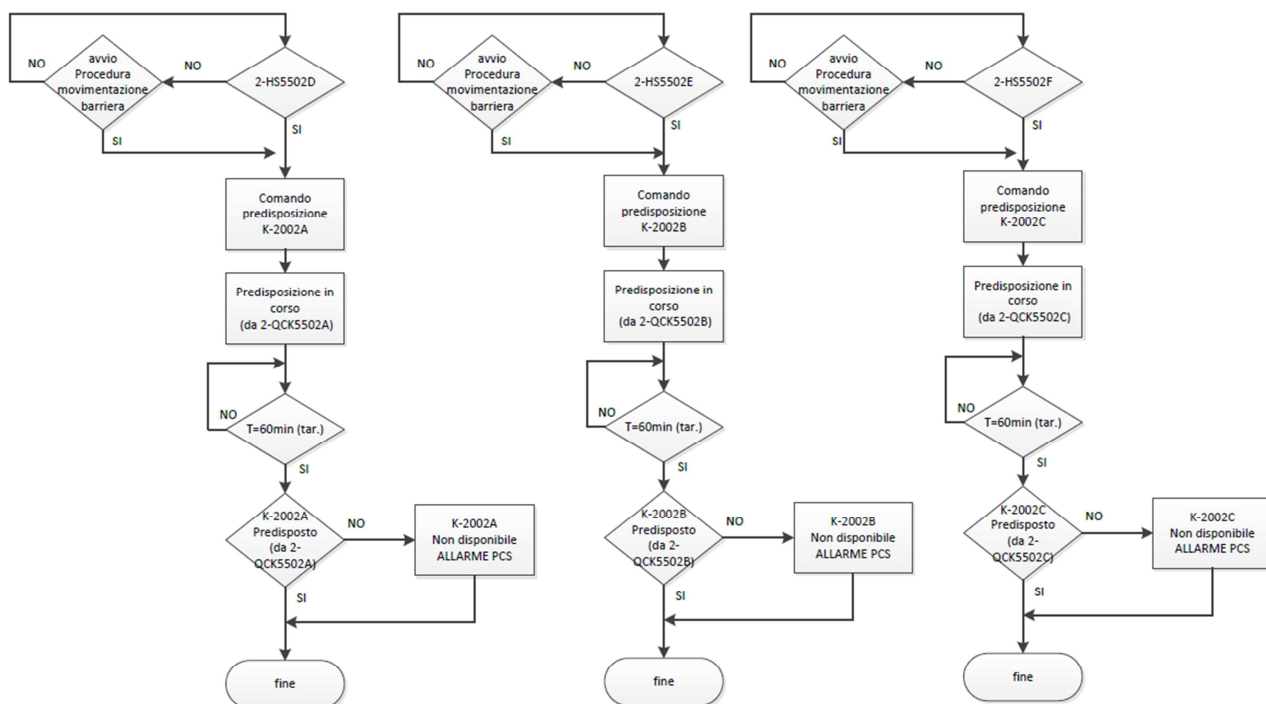 NO
avvio
Procedura
movimentazione
barriera
NO
2-HS5502D
SI
SI
Comando
predisposizione
K-2002A
Predisposizione in
corso
(da 2-QCK5502A)
NO
T=60min (tar.)
SI
K-2002A
Predisposto
(da 2-
QCK5502A)
NO
K-2002A
Non disponibile
ALLARME PCS
SI
fine
NO
avvio
Procedura
movimentazione
barriera
NO
2-HS5502E
SI
SI
Comando
predisposizione
K-2002B
Predisposizione in
corso
(da 2-QCK5502B)
NO
T=60min (tar.)
SI
K-2002B
Predisposto
(da 2-
QCK5502B)
NO
K-2002B
Non disponibile
ALLARME PCS
SI
fine
NO
avvio
Procedura
movimentazione
barriera
NO
2-HS5502F
SI
SI
Comando
predisposizione
K-2002C
Predisposizione in
corso
(da 2-QCK5502C)
NO
T=60min (tar.)
SI
K-2002C
Predisposto
(da 2-
QCK5502C)
NO
K-2002C
Non disponibile
ALLARME PCS
SI
fine